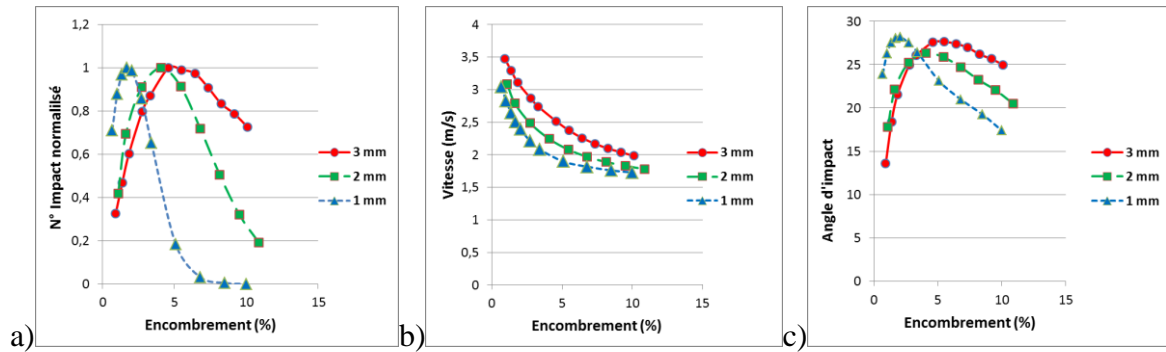 a)
N° Impact normalilsé
1,2
1
0,8
0,6
0,4
0,2
0
0
5
10
15
Encombrement (%)
3 mm
2 mm
1 mm
b)
Vitesse (m/s)
4
3,5
3
2,5
2
1,5
1
0,5
0
0
5
10
15
Encombrement (%)
3 mm
2 mm
1 mm
c)
Angle d'impact
30
25
20
15
10
5
0
0
5
10
15
Encombrement (%)
3 mm
2 mm
1 mm